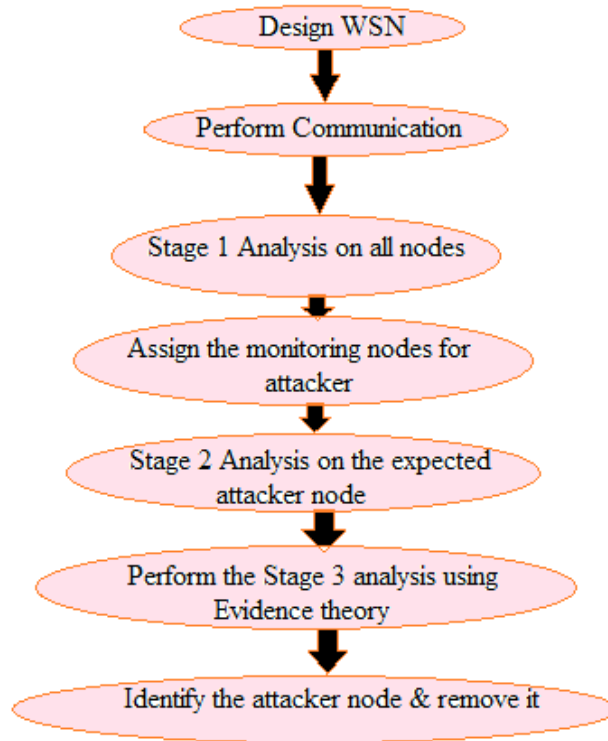 Design WSN
Perform Communication
Stage 1 Analysis on all nodes
Assign the monitoring nodes for
attacker
Stage 2 Analysis on the expected
attacker node
Perform the Stage 3 analysis using
Evidence theory
Identify the attacker node & remove it